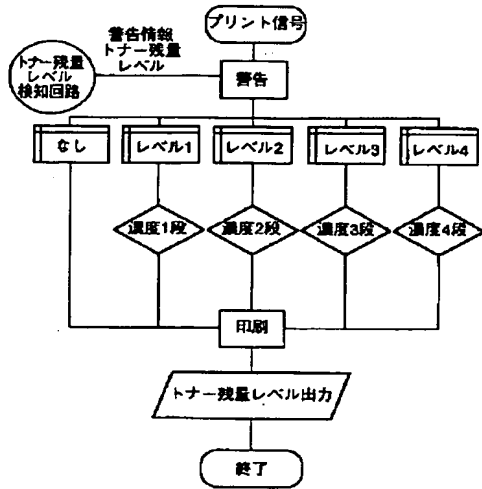 プリント信号
警告情報
トナー残量
レベル
トナー残量
レベル
検知回路
警告
なし
レベル1
レベル2
レベル3
レベル4
濃度1段
濃度2段
濃度3段
濃度4段
印刷
トナー残量レベル出力
終了